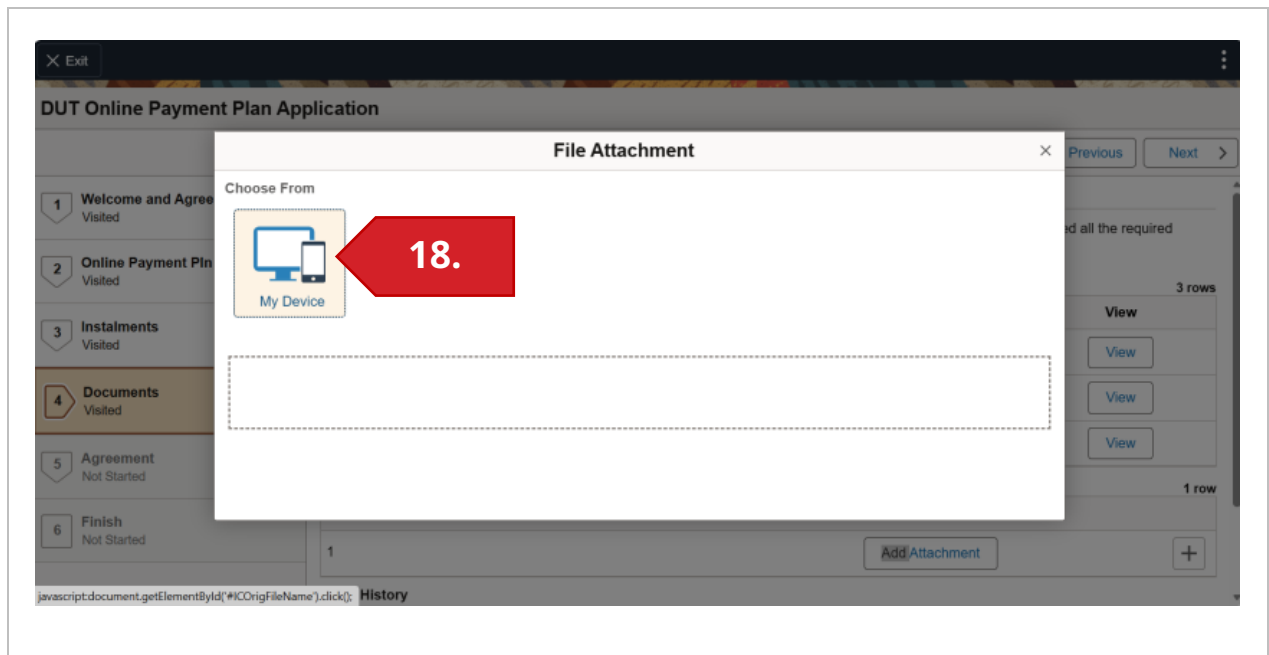 Exit
DUT Online Payment Plan Application
File Attachment
Previous
Next
Choose From
My Device
18.
1
Welcome and Agree
Visited
2
Online Payment Pln
Visited
3
Instalments
Visited
4
Documents
Visited
5
Agreement
Not Started
6
Finish
Not Started
ed all the required
3 rows
View
View
View
View
1 row
1
Add Attachment
javascript:document.getElementById('#ICOrigFileName').click();
History